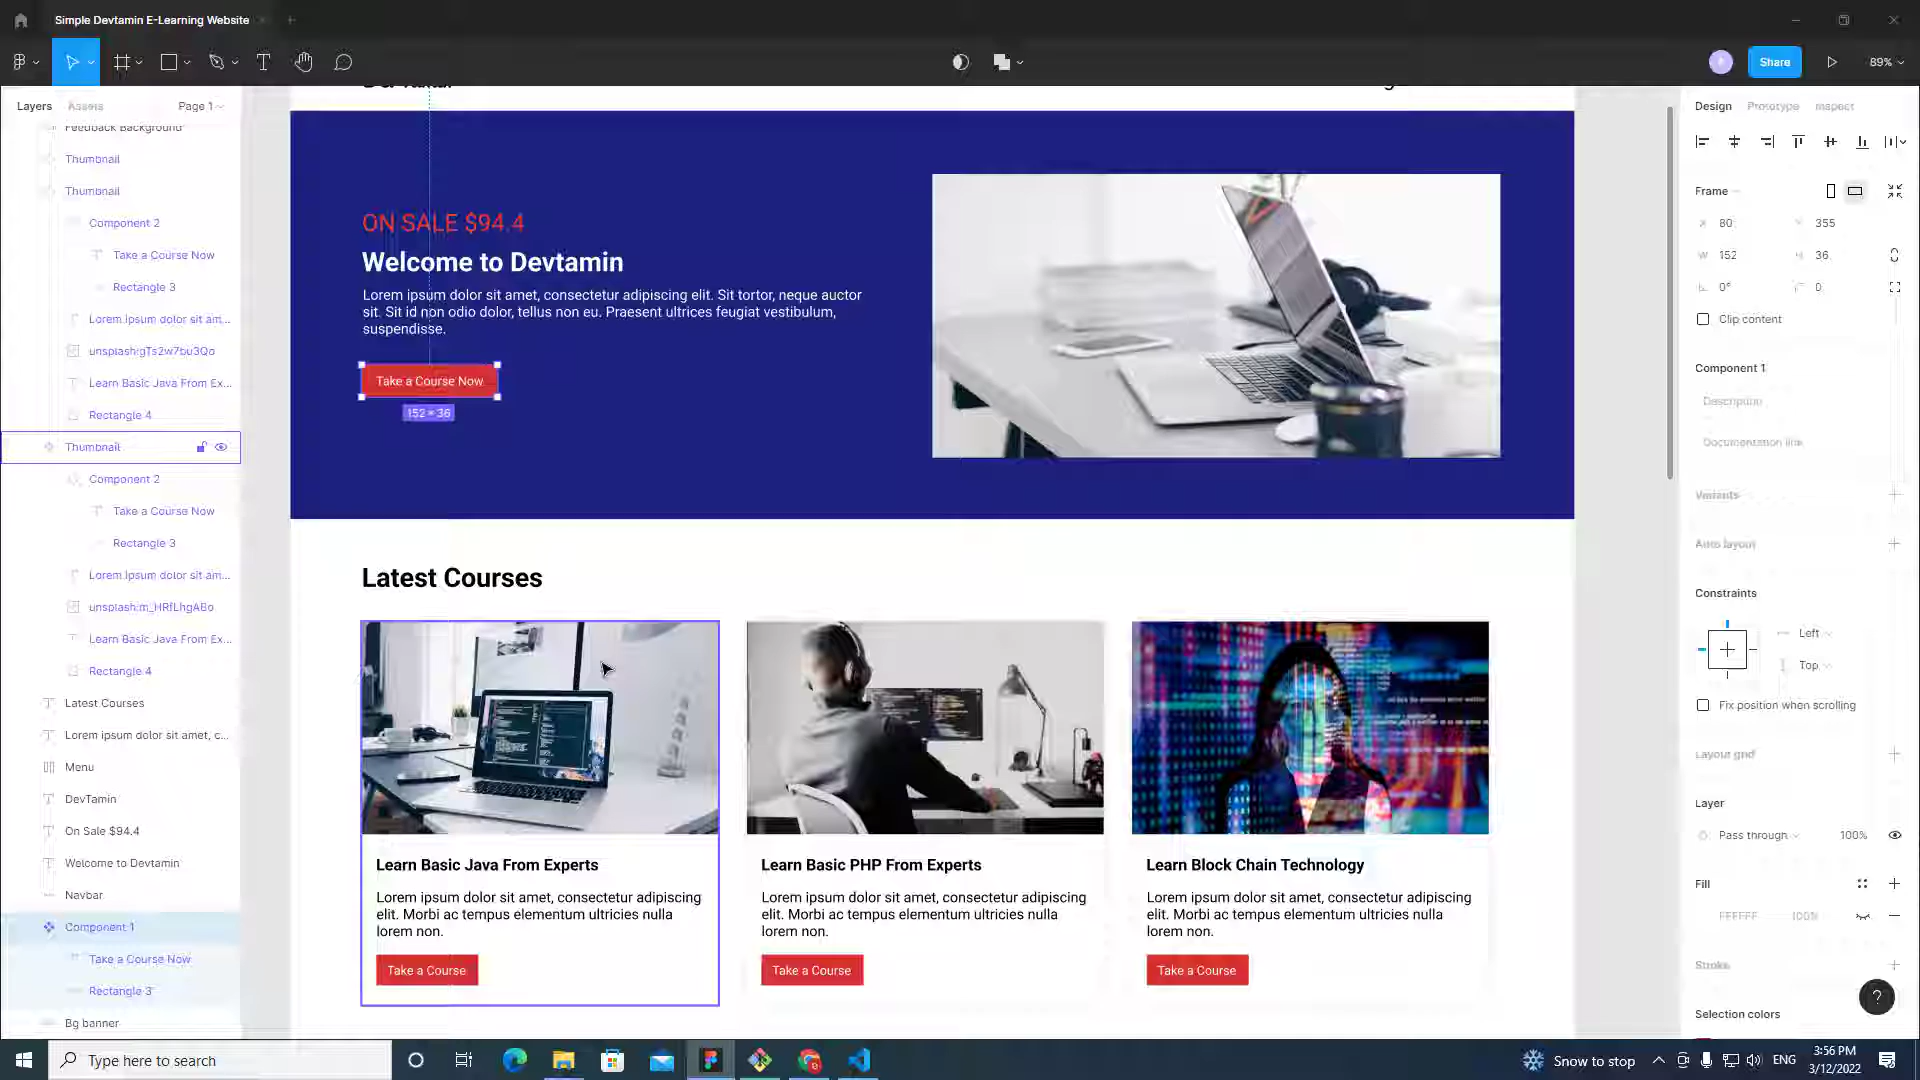 Simple Devtamin E-Learning Website
Share
89%
Layers
Assets
Page 1
Feedback Background
Thumbnail
Thumbnail
Component 2
Take a Course Now
Rectangle 3
Lorem ipsum dolor sit am...
unsplash:gTs2w7bu3Qo
Learn Basic Java From Ex...
Rectangle 4
Thumbnail
Component 2
Take a Course Now
Rectangle 3
Lorem ipsum dolor sit am...
unsplash:m_HRfLhgABo
Learn Basic Java From Ex...
Rectangle 4
Latest Courses
Lorem ipsum dolor sit amet, c...
Menu
DevTamin
On Sale $94.4
Welcome to Devtamin
Navbar
Component 1
Take a Course Now
Rectangle 3
Bg banner
ON SALE $94.4
Welcome to Devtamin
Lorem ipsum dolor sit amet, consectetur adipiscing elit. Sit tortor, neque auctor
sit. Sit id non odio dolor, tellus non eu. Praesent ultrices feugiat vestibulum,
suspendisse.
Take a Course Now
152 × 36
Latest Courses
Learn Basic Java From Experts
Lorem ipsum dolor sit amet, consectetur adipiscing
elit. Morbi ac tempus elementum ultricies nulla
lorem non.
Take a Course
Learn Basic PHP From Experts
Lorem ipsum dolor sit amet, consectetur adipiscing
elit. Morbi ac tempus elementum ultricies nulla
lorem non.
Take a Course
Learn Block Chain Technology
Lorem ipsum dolor sit amet, consectetur adipiscing
elit. Morbi ac tempus elementum ultricies nulla
lorem non.
Take a Course
Design
Prototype
Inspect
Frame
X 80
Y 355
W 152
H 36
0°
0
Clip content
Component 1
Description
Documentation link
Variants
Auto layout
Constraints
Left
Top
Fix position when scrolling
Layout grid
Layer
Pass through
100%
Fill
FFFFFF
100%
Stroke
?
Selection colors
Type here to search
Snow to stop
ENG
3:56 PM
3/12/2022